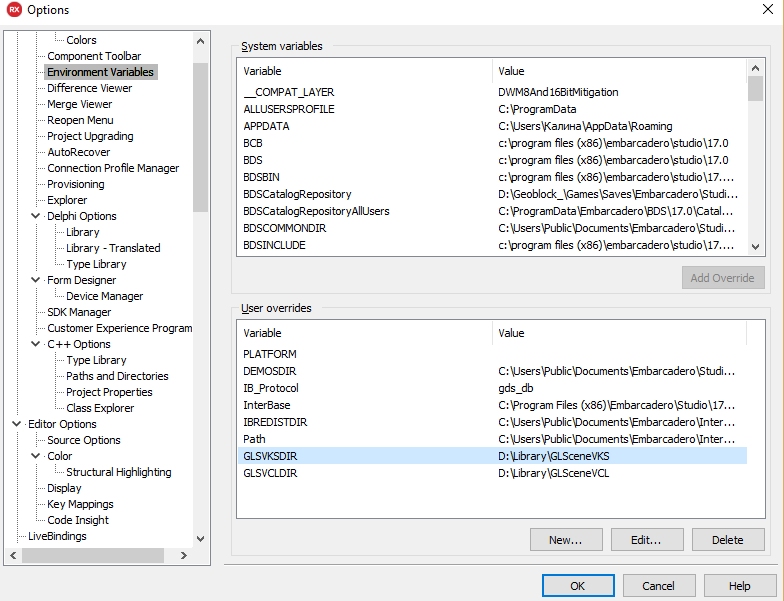 RX Options
Colors
Component Toolbar
Environment Variables
Difference Viewer
Merge Viewer
Reopen Menu
Project Upgrading
AutoRecover
Connection Profile Manager
Provisioning
Explorer
Delphi Options
Library
Library - Translated
Type Library
Form Designer
Device Manager
SDK Manager
Customer Experience Program
C++ Options
Type Library
Paths and Directories
Project Properties
Class Explorer
Editor Options
Source Options
Color
Structural Highlighting
Display
Key Mappings
Code Insight
LiveBindings
System variables
Variable Value
__COMPAT_LAYER DWM8And16BitMitigation
ALLUSERSPROFILE C:\ProgramData
APPDATA C:\Users\Калина\AppData\Roaming
BCB c:\program files (x86)\embarcadero\studio\17.0
BDS c:\program files (x86)\embarcadero\studio\17.0
BDSBIN c:\program files (x86)\embarcadero\studio\17....
BDSCatalogRepository D:\Geoblock_\Games\Saves\Embarcadero\Studi...
BDSCatalogRepositoryAllUsers C:\ProgramData\Embarcadero\BDS\17.0\Catal...
BDSCOMMONDIR C:\Users\Public\Documents\Embarcadero\Studi...
BDSINCLUDE c:\program files (x86)\embarcadero\studio\17....
Add Override
User overrides
Variable Value
PLATFORM
DEMOSDIR C:\Users\Public\Documents\Embarcadero\Studi...
IB_Protocol gds_db
InterBase C:\Program Files (x86)\Embarcadero\Studio\17...
IBREDISTDIR C:\Users\Public\Documents\Embarcadero\Inter...
Path C:\Users\Public\Documents\Embarcadero\Inter...
GLSVKSDIR D:\Library\GLSceneVKS
GLSVCLDIR D:\Library\GLSceneVCL
New... Edit... Delete
OK Cancel Help